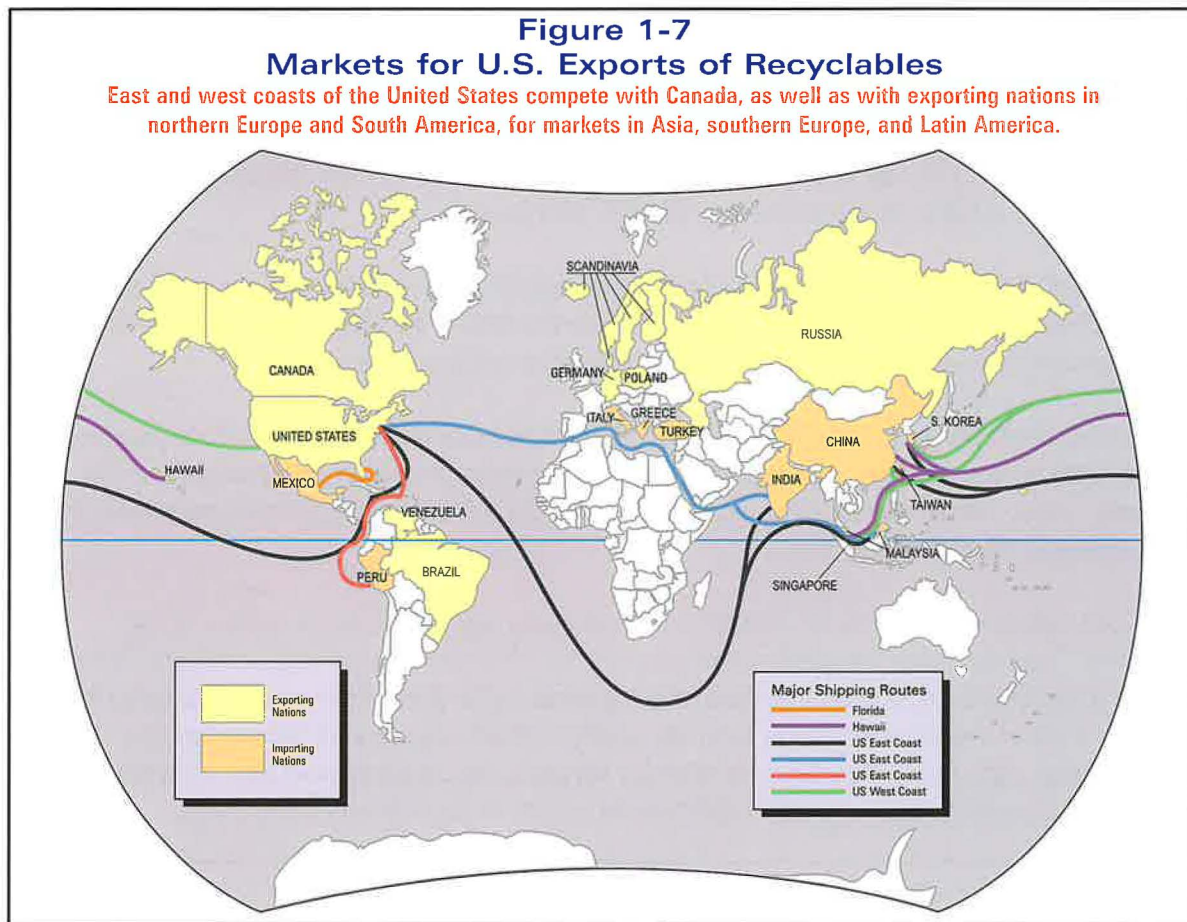 Figure 1-7
Markets for U.S. Exports of Recyclables
East and west coasts of the United States compete with Canada, as well as with exporting nations in
northern Europe and South America, for markets in Asia, southern Europe, and Latin America.
SCANDINAVIA
RUSSIA
CANADA
GERMANY
POLAND
ITALY
GREECE
TURKEY
S. KOREA
UNITED STATES
CHINA
HAWAII
MEXICO
INDIA
TAIWAN
VENEZUELA
MALAYSIA
PERU
BRAZIL
SINGAPORE
Exporting
Nations
Importing
Nations
Major Shipping Routes
Florida
Hawaii
US East Coast
US East Coast
US East Coast
US West Coast